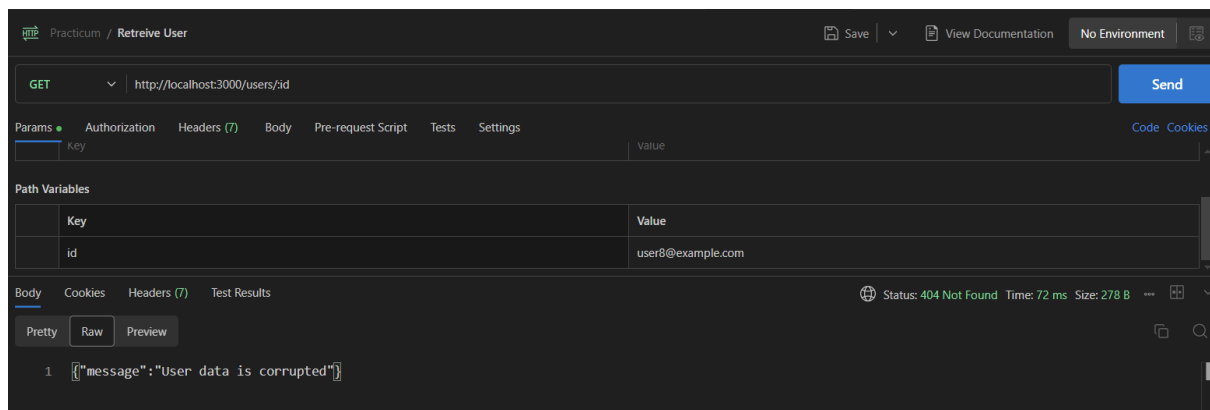 HTTP Practicum / Retreive User Save View Documentation No Environment
GET http://localhost:3000/users/:id Send
Params Authorization Headers (7) Body Pre-request Script Tests Settings Code Cookies
Key Value
Path Variables
Key Value
id user8@example.com
Body Cookies Headers (7) Test Results Status: 404 Not Found Time: 72 ms Size: 278 B
Pretty Raw Preview
1 {"message":"User data is corrupted"}